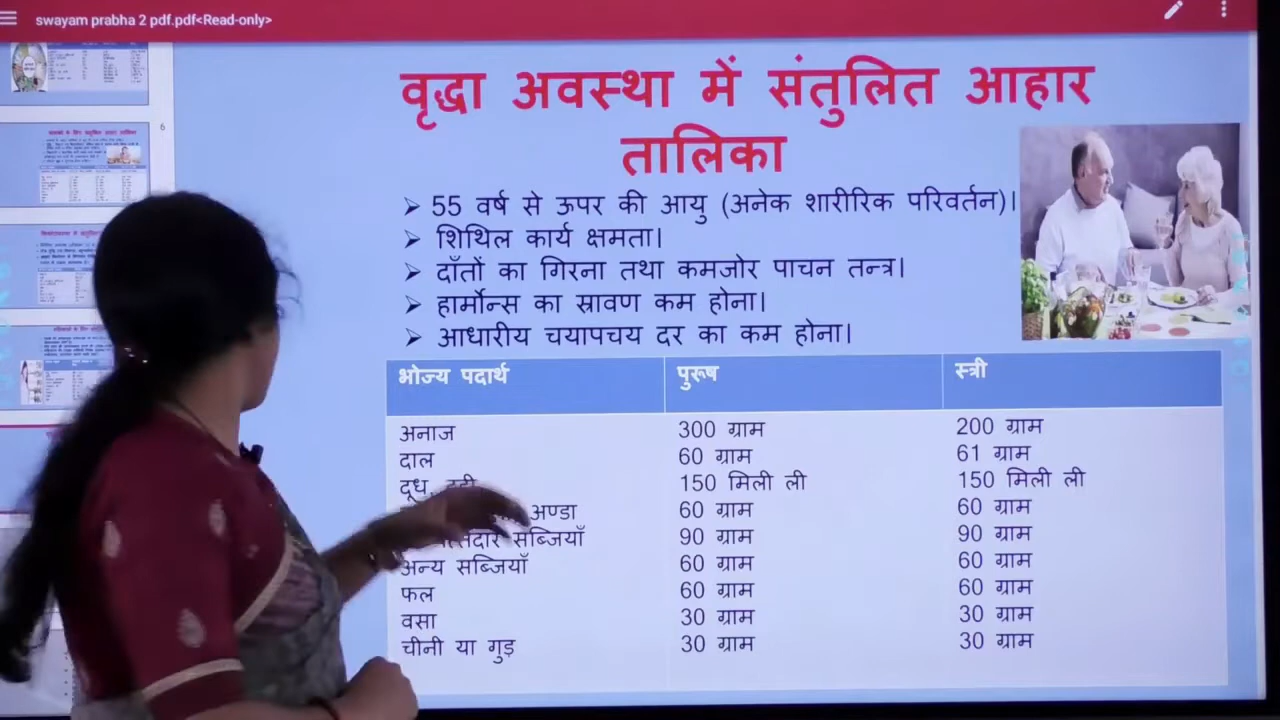 swayam prabha 2 pdf.pdf<Read-only>
6
वृद्धा अवस्था में संतुलित आहार
तालिका
➢ 55 वर्ष से ऊपर की आयु (अनेक शारीरिक परिवर्तन)।
➢ शिथिल कार्य क्षमता।
➢ दाँतों का गिरना तथा कमजोर पाचन तन्त्र।
➢ हार्मोन्स का स्रावण कम होना।
➢ आधारीय चयापचय दर का कम होना।
भोज्य पदार्थ पुरूष स्त्री
अनाज 300 ग्राम 200 ग्राम
दाल 60 ग्राम 61 ग्राम
दूध, दही 150 मिली ली 150 मिली ली
अण्डा 60 ग्राम 60 ग्राम
सब्जियाँ 90 ग्राम 90 ग्राम
अन्य सब्जियाँ 60 ग्राम 60 ग्राम
फल 60 ग्राम 60 ग्राम
वसा 30 ग्राम 30 ग्राम
चीनी या गुड़ 30 ग्राम 30 ग्राम